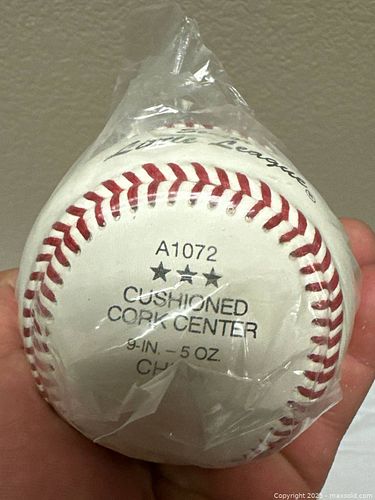 Little League®
A1072
★★★
CUSHIONED
CORK CENTER
9-IN. – 5 OZ.
Copyright 2025 - maxsold.com